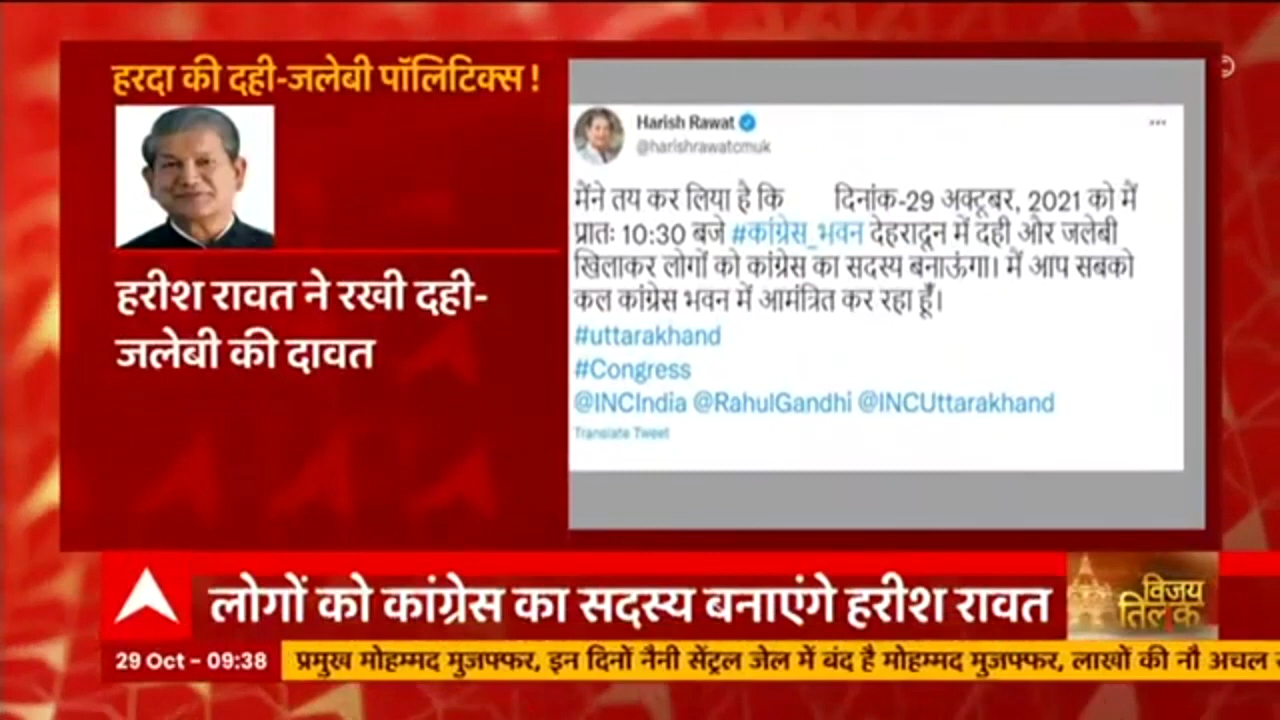 हरदा की दही-जलेबी पॉलिटिक्स !
हरीश रावत ने रखी दही-
जलेबी की दावत
Harish Rawat
@harishrawatcmuk
मैंने तय कर लिया है कि दिनांक-29 अक्टूबर, 2021 को मैं
प्रातः 10:30 बजे #कांग्रेस_भवन देहरादून में दही और जलेबी
खिलाकर लोगों को कांग्रेस का सदस्य बनाऊंगा। मैं आप सबको
कल कांग्रेस भवन में आमंत्रित कर रहा हूँ।
#uttarakhand
#Congress
@INCIndia @RahulGandhi @INCUttarakhand
Translate Tweet
लोगों को कांग्रेस का सदस्य बनाएंगे हरीश रावत
विजय
तिलक
29 Oct - 09:38
प्रमुख मोहम्मद मुजफ्फर, इन दिनों नैनी सेंट्रल जेल में बंद है मोहम्मद मुजफ्फर, लाखों की नौ अचल